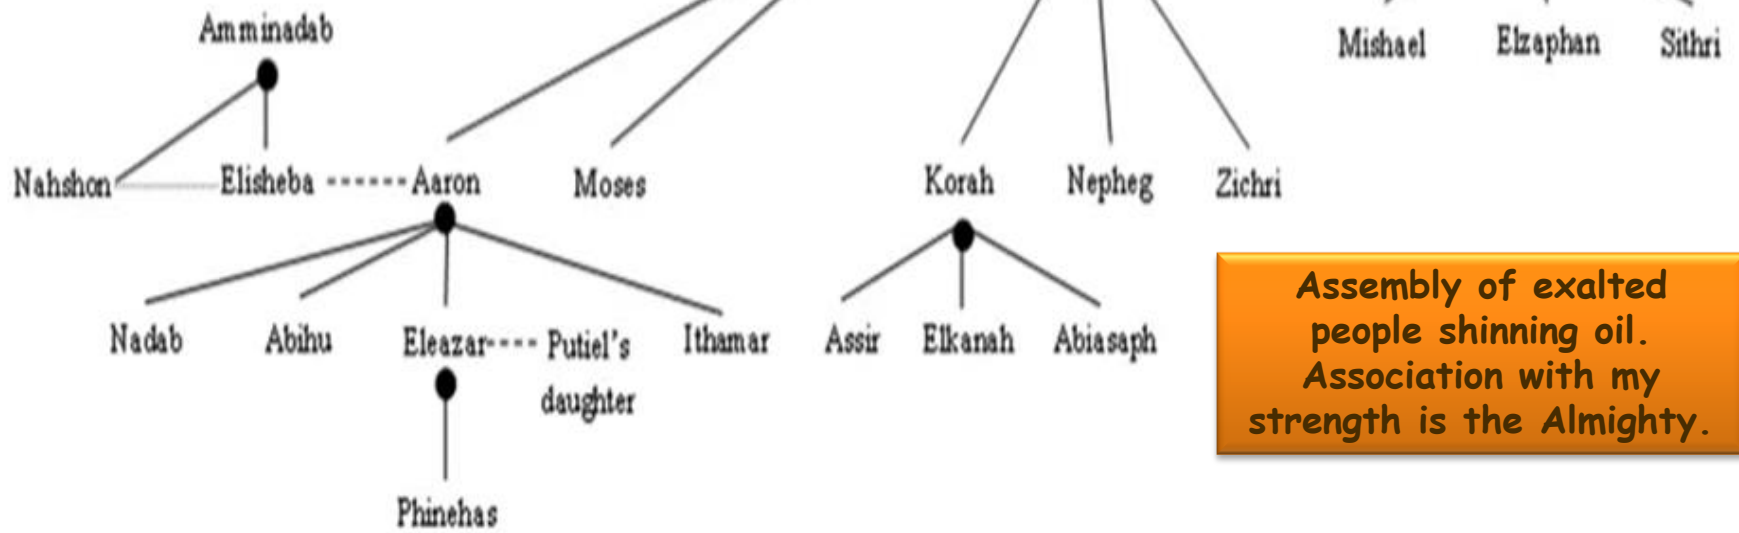 Amminadab
Mishael Elzaphan Sithri
Nahshon Elisheba Aaron Moses Korah Nepheg Zichri
Nadab Abihu Eleazar Putiel's Ithamar Assir Elkanah Abiasaph
daughter
Phinehas
Assembly of exalted
people shinning oil.
Association with my
strength is the Almighty.